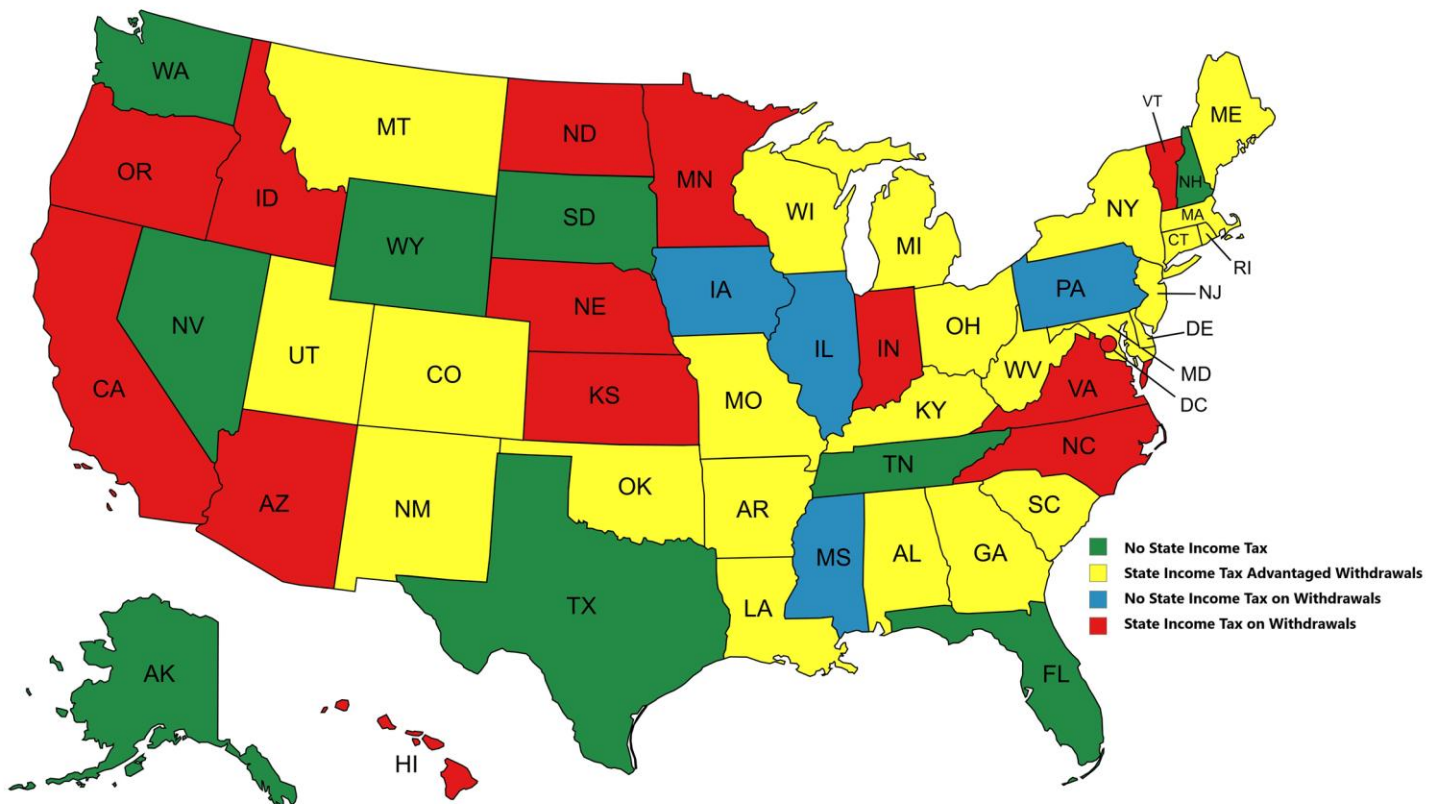 WA
MT
ND
MN
VT
ME
OR
ID
SD
WI
NY
NH
MA
WY
MI
CT
RI
IA
PA
NJ
NV
NE
OH
DE
UT
IL
IN
CA
CO
WV
MD
KS
MO
KY
VA
DC
NC
TN
AZ
NM
OK
AR
SC
MS
AL
GA
No State Income Tax
State Income Tax Advantaged Withdrawals
No State Income Tax on Withdrawals
State Income Tax on Withdrawals
TX
LA
AK
FL
HI